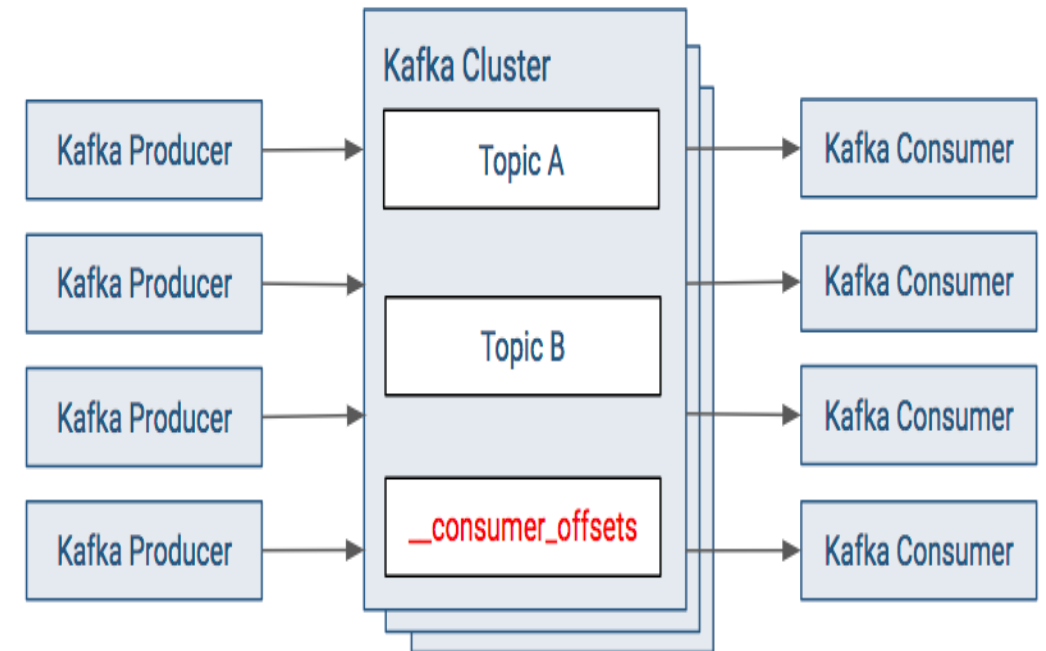 Kafka Cluster
Kafka Producer
Topic A
Kafka Consumer
Kafka Producer
Kafka Consumer
Topic B
Kafka Producer
Kafka Consumer
__consumer_offsets
Kafka Producer
Kafka Consumer